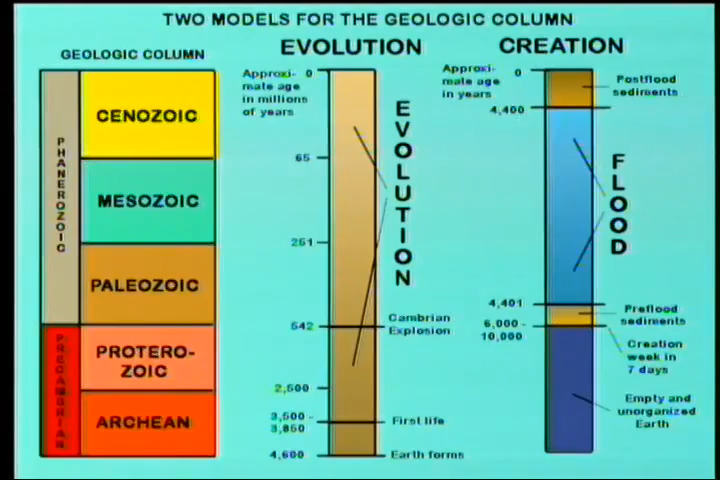 TWO MODELS FOR THE GEOLOGIC COLUMN
GEOLOGIC COLUMN
PHANEROZOIC
PRECAMBRIAN
CENOZOIC
MESOZOIC
PALEOZOIC
PROTERO-
ZOIC
ARCHEAN
EVOLUTION
Approxi-
mate age
in millions
of years
0
65
251
542
2,500
3,500 -
3,850
4,600
EVOLUTION
Cambrian
Explosion
First life
Earth forms
CREATION
Approxi-
mate age
in years
0
4,400
4,401
6,000 -
10,000
FLOOD
Postflood
sediments
Preflood
sediments
Creation
week in
7 days
Empty and
unorganized
Earth